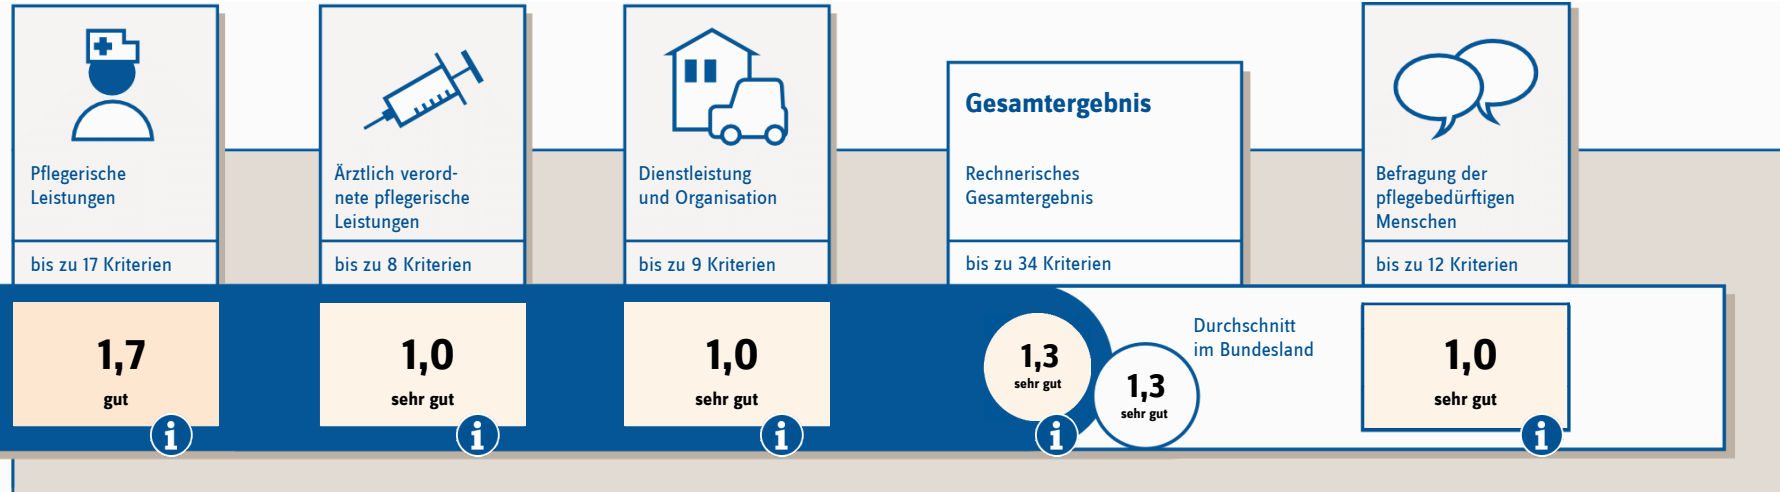 Pflegerische
Leistungen
bis zu 17 Kriterien
1,7
gut
i
Ärztlich verord-
nete pflegerische
Leistungen
bis zu 8 Kriterien
1,0
sehr gut
i
Dienstleistung
und Organisation
bis zu 9 Kriterien
1,0
sehr gut
i
Gesamtergebnis
Rechnerisches
Gesamtergebnis
bis zu 34 Kriterien
1,3
sehr gut
i
Durchschnitt
im Bundesland
1,3
sehr gut
Befragung der
pflegebedürftigen
Menschen
bis zu 12 Kriterien
1,0
sehr gut
i